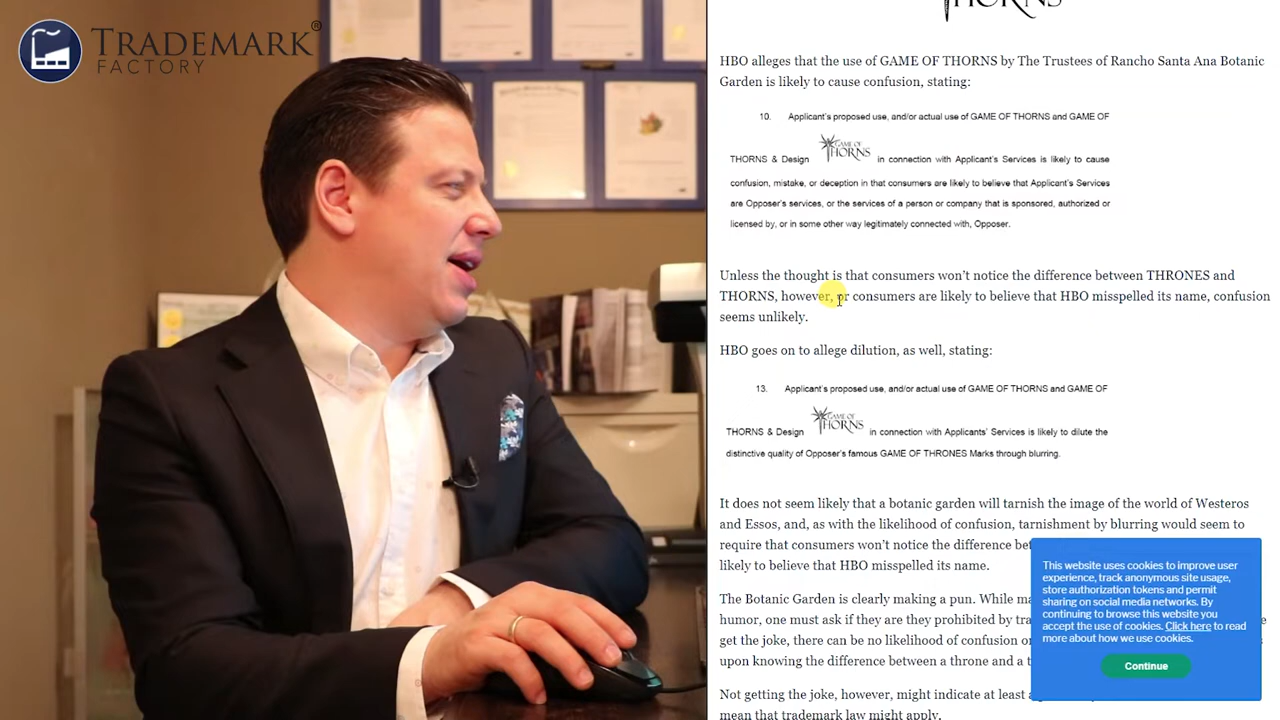 TRADEMARK®
FACTORY
THORNS
HBO alleges that the use of GAME OF THORNS by The Trustees of Rancho Santa Ana Botanic
Garden is likely to cause confusion, stating:
10. Applicant's proposed use, and/or actual use of GAME OF THORNS and GAME OF
THORNS & Design GAME OF THORNS in connection with Applicant's Services is likely to cause
confusion, mistake, or deception in that consumers are likely to believe that Applicant's Services
are Opposer's services, or the services of a person or company that is sponsored, authorized or
licensed by, or in some other way legitimately connected with, Opposer.
Unless the thought is that consumers won't notice the difference between THRONES and
THORNS, however, or consumers are likely to believe that HBO misspelled its name, confusion
seems unlikely.
HBO goes on to allege dilution, as well, stating:
13. Applicant's proposed use, and/or actual use of GAME OF THORNS and GAME OF
THORNS & Design GAME OF THORNS in connection with Applicants' Services is likely to dilute the
distinctive quality of Opposer's famous GAME OF THRONES Marks through blurring.
It does not seem likely that a botanic garden will tarnish the image of the world of Westeros
and Essos, and, as with the likelihood of confusion, tarnishment by blurring would seem to
require that consumers won't notice the difference
likely to believe that HBO misspelled its name.
The Botanic Garden is clearly making a pun. While
humor, one must ask if they are they prohibited by
get the joke, there can be no likelihood of confusion
upon knowing the difference between a throne and a
Not getting the joke, however, might indicate at least
mean that trademark law might apply.
This website uses cookies to improve user
experience, track anonymous site usage,
store authorization tokens and permit
sharing on social media networks. By
continuing to browse this website you
accept the use of cookies. Click here to read
more about how we use cookies.
Continue